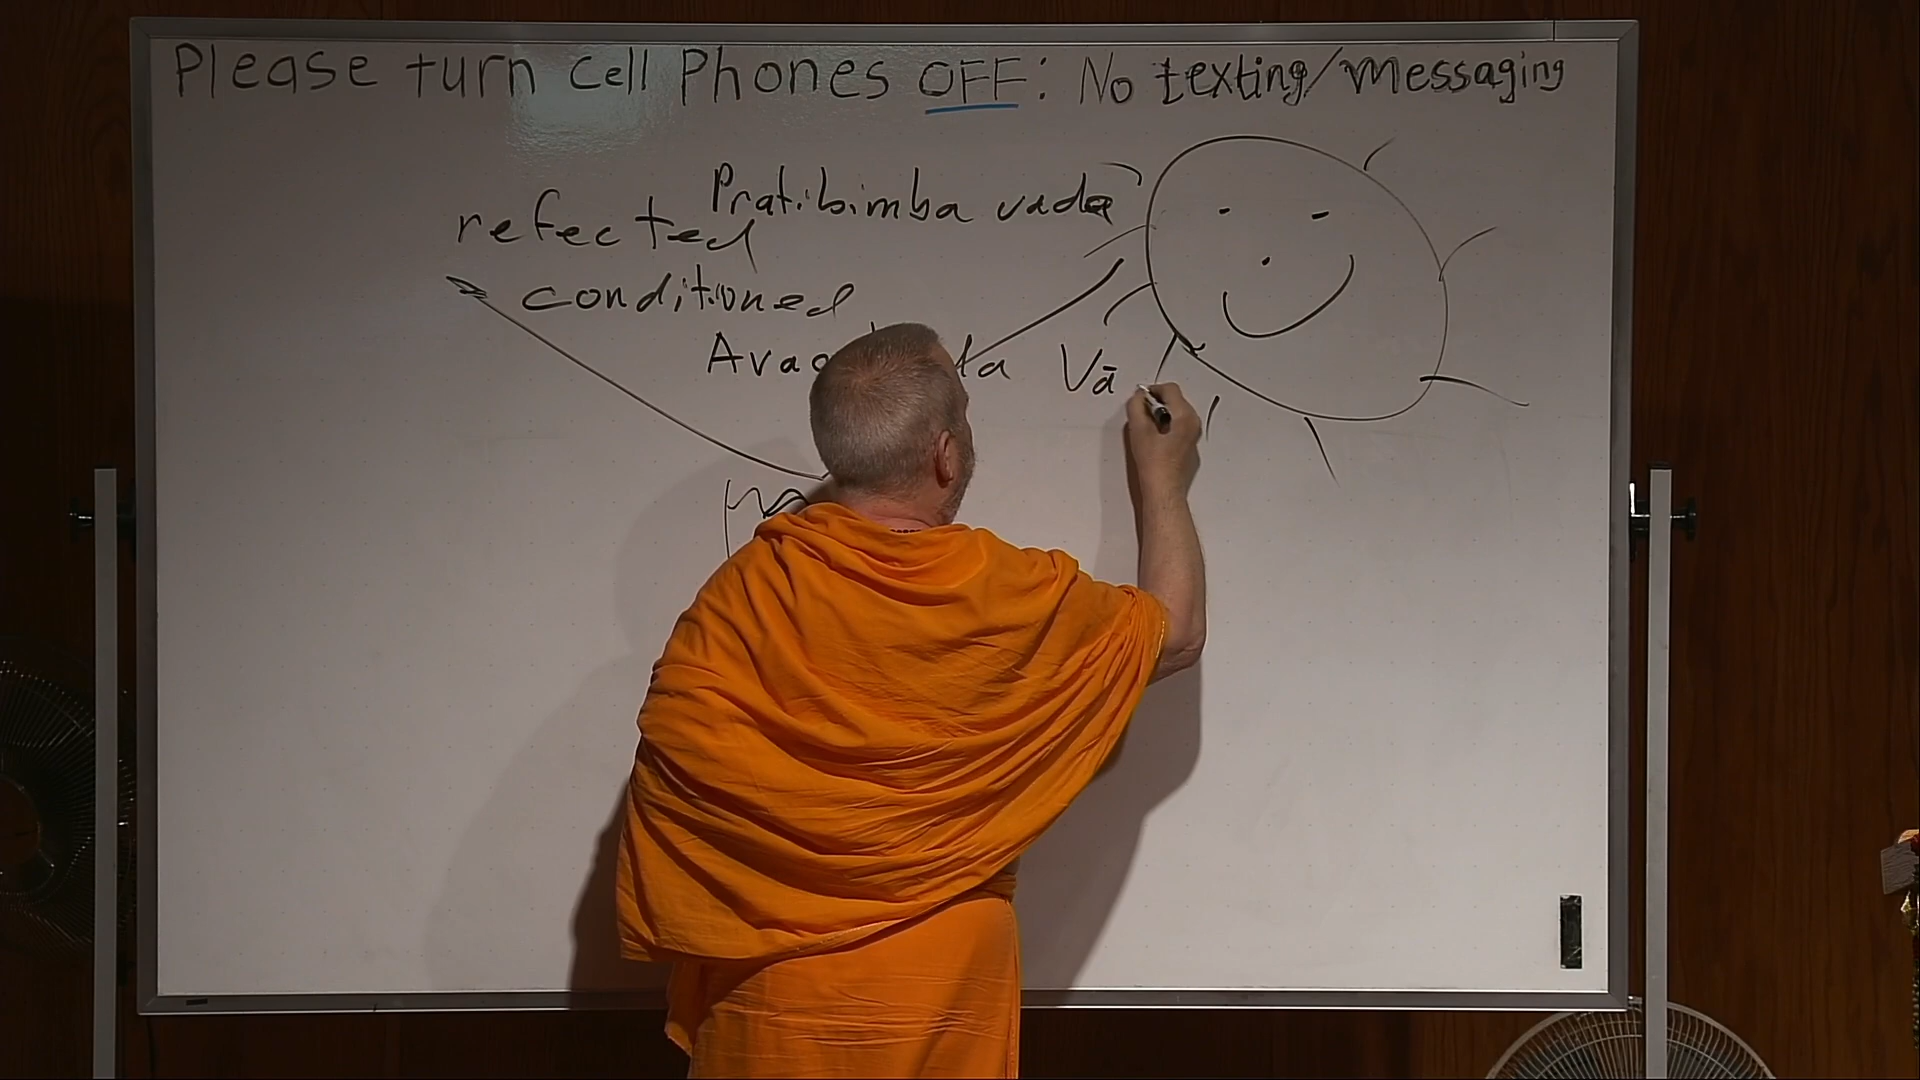 Please turn cell Phones OFF: No texting/messaging
Pratibimba vada
refected
conditioned
Vā